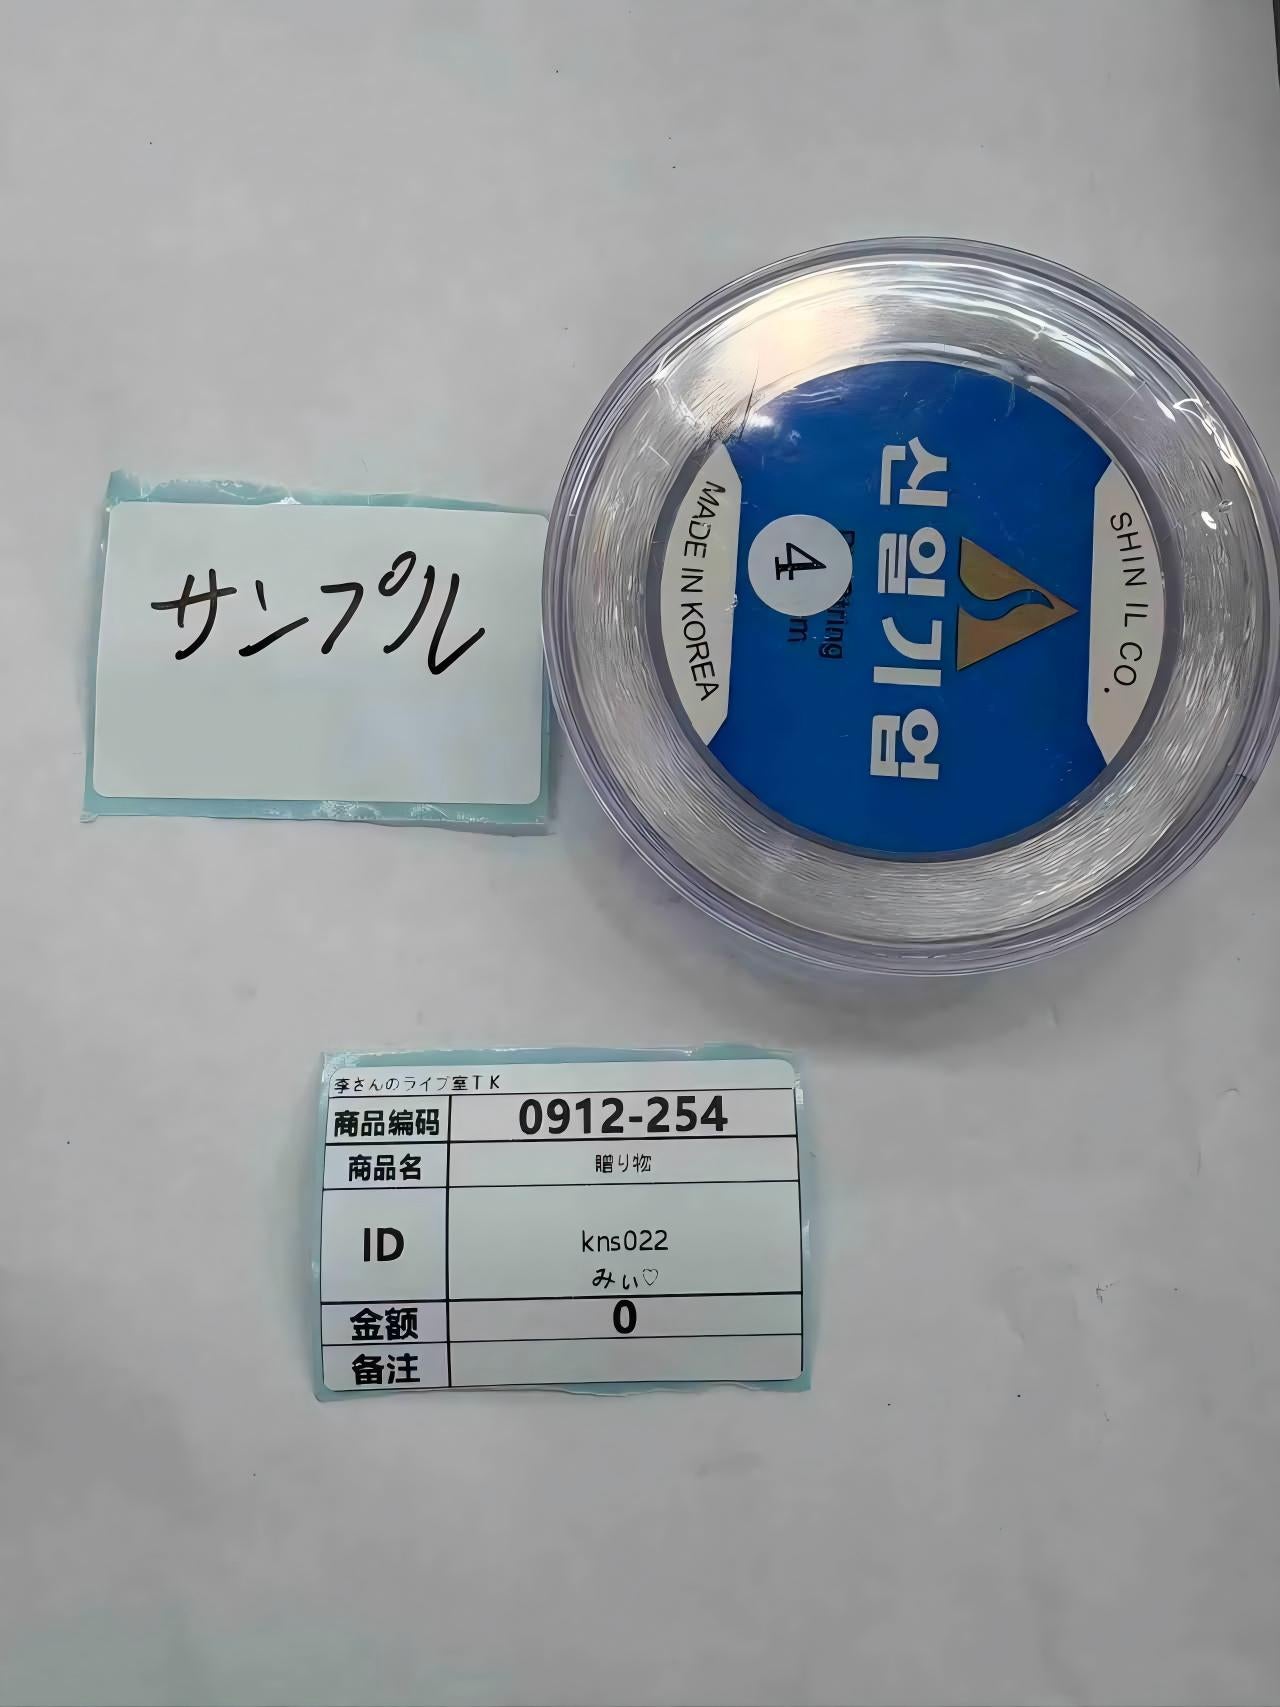 サンプル
SHIN IL CO.
신일기업
4
string
m
MADE IN KOREA
李さんのライブ室TK
商品编码 0912-254
商品名 贈り物
ID kns022
みぃ♡
金额 0
备注